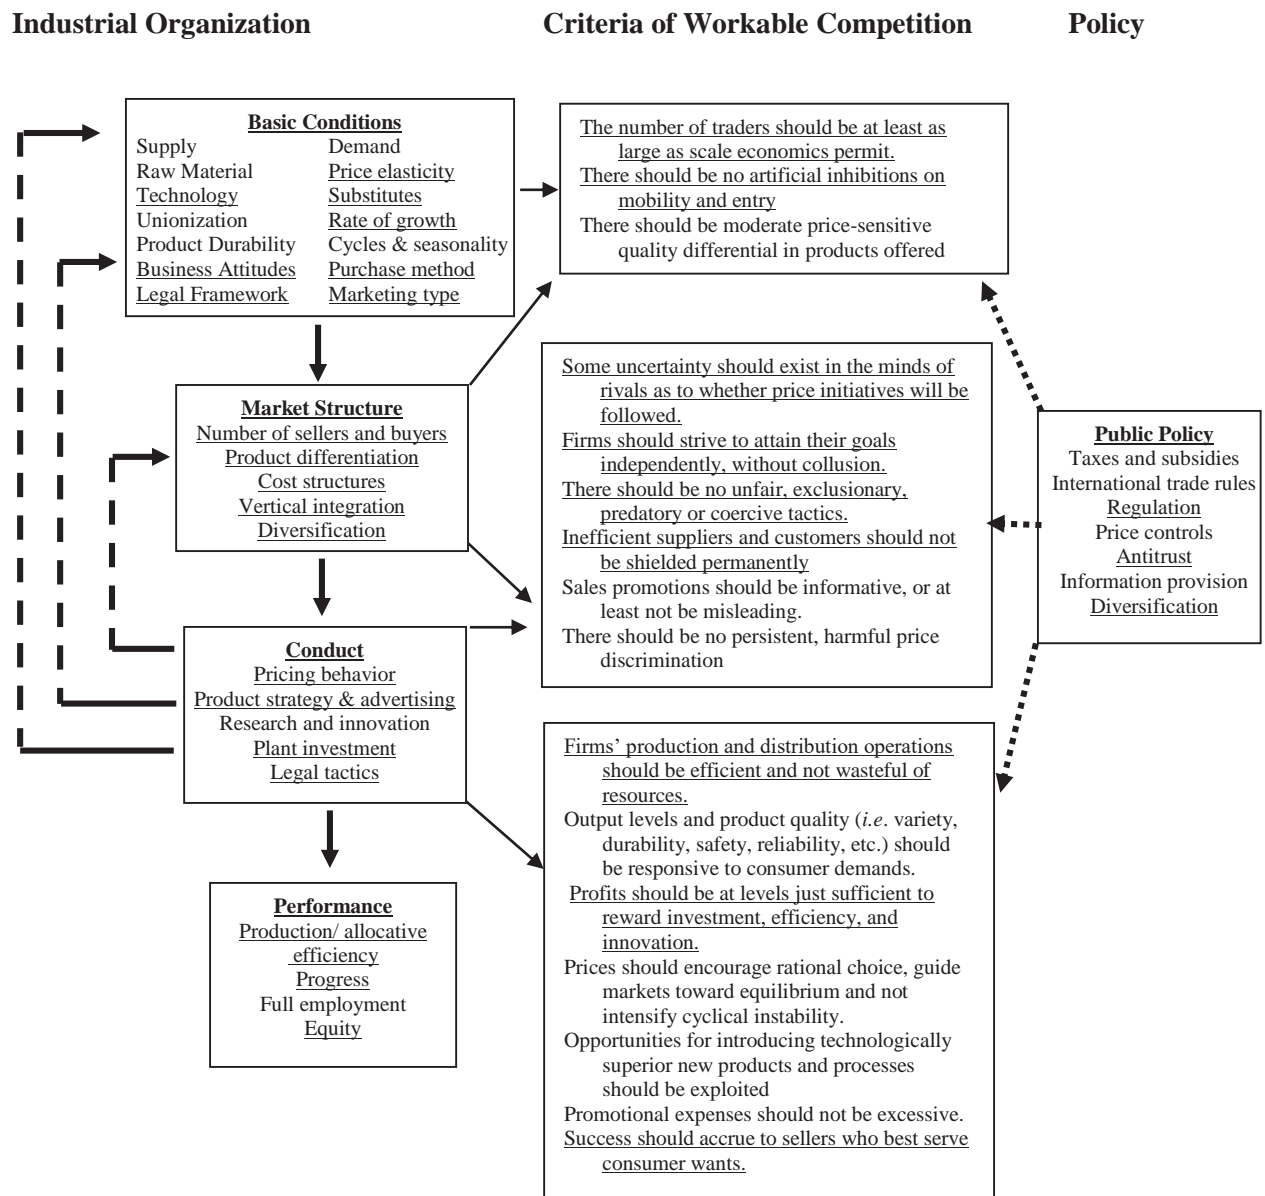 Industrial Organization
Criteria of Workable Competition
Policy
Basic Conditions
Supply
Demand
Raw Material
Price elasticity
Technology
Substitutes
Unionization
Rate of growth
Product Durability
Cycles & seasonality
Business Attitudes
Purchase method
Legal Framework
Marketing type
Market Structure
Number of sellers and buyers
Product differentiation
Cost structures
Vertical integration
Diversification
Conduct
Pricing behavior
Product strategy & advertising
Research and innovation
Plant investment
Legal tactics
Performance
Production/ allocative
efficiency
Progress
Full employment
Equity
The number of traders should be at least as
large as scale economics permit.
There should be no artificial inhibitions on
mobility and entry
There should be moderate price-sensitive
quality differential in products offered
Some uncertainty should exist in the minds of
rivals as to whether price initiatives will be
followed.
Firms should strive to attain their goals
independently, without collusion.
There should be no unfair, exclusionary,
predatory or coercive tactics.
Inefficient suppliers and customers should not
be shielded permanently
Sales promotions should be informative, or at
least not be misleading.
There should be no persistent, harmful price
discrimination
Firms' production and distribution operations
should be efficient and not wasteful of
resources.
Output levels and product quality (i.e. variety,
durability, safety, reliability, etc.) should
be responsive to consumer demands.
Profits should be at levels just sufficient to
reward investment, efficiency, and
innovation.
Prices should encourage rational choice, guide
markets toward equilibrium and not
intensify cyclical instability.
Opportunities for introducing technologically
superior new products and processes
should be exploited
Promotional expenses should not be excessive.
Success should accrue to sellers who best serve
consumer wants.
Public Policy
Taxes and subsidies
International trade rules
Regulation
Price controls
Antitrust
Information provision
Diversification